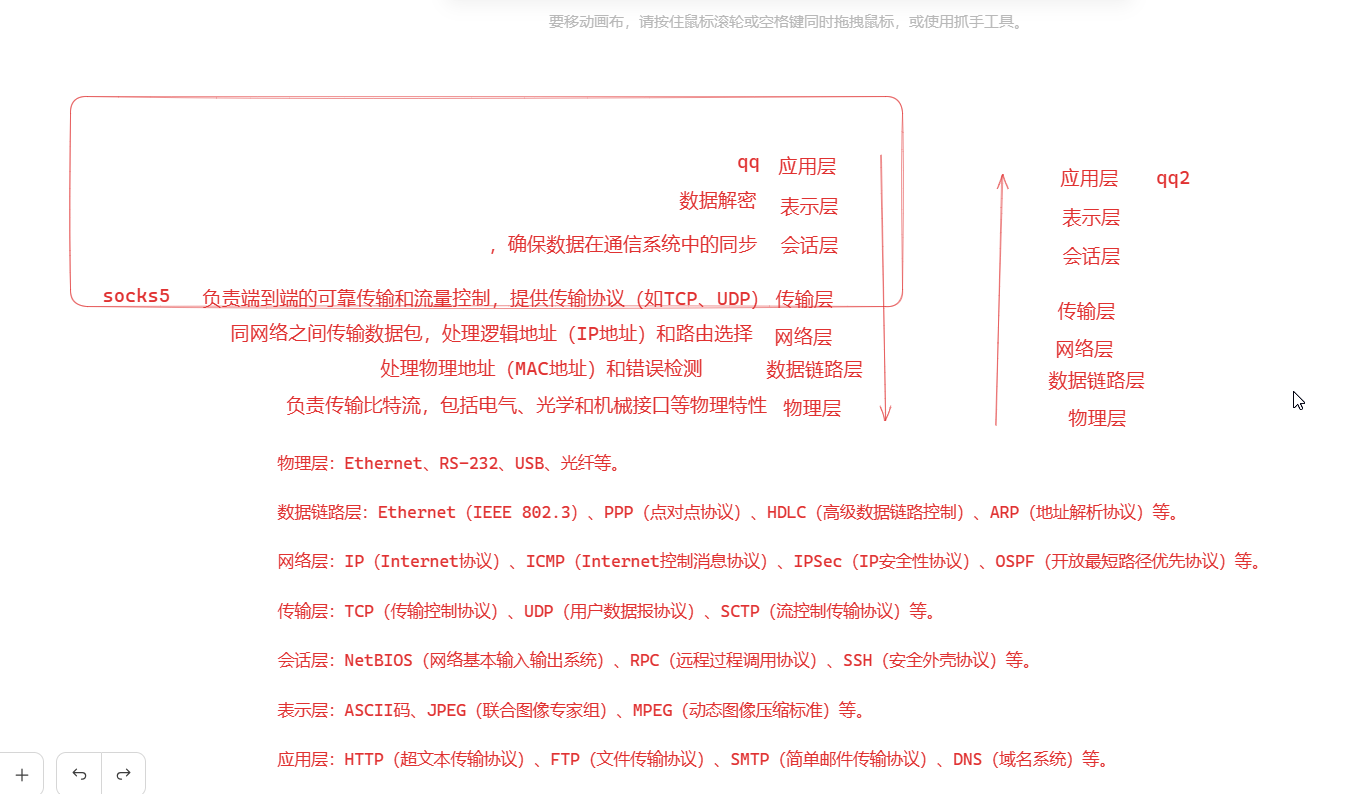 要移动画布，请按住鼠标滚轮或空格键同时拖拽鼠标，或使用抓手工具。
qq 应用层
数据解密 表示层
，确保数据在通信系统中的同步 会话层
socks5 负责端到端的可靠传输和流量控制，提供传输协议（如TCP、UDP） 传输层
同网络之间传输数据包，处理逻辑地址（IP地址）和路由选择 网络层
处理物理地址（MAC地址）和错误检测 数据链路层
负责传输比特流，包括电气、光学和机械接口等物理特性 物理层
应用层 qq2
表示层
会话层
传输层
网络层
数据链路层
物理层
物理层：Ethernet、RS-232、USB、光纤等。
数据链路层：Ethernet（IEEE 802.3）、PPP（点对点协议）、HDLC（高级数据链路控制）、ARP（地址解析协议）等。
网络层：IP（Internet协议）、ICMP（Internet控制消息协议）、IPSec（IP安全性协议）、OSPF（开放最短路径优先协议）等。
传输层：TCP（传输控制协议）、UDP（用户数据报协议）、SCTP（流控制传输协议）等。
会话层：NetBIOS（网络基本输入输出系统）、RPC（远程过程调用协议）、SSH（安全外壳协议）等。
表示层：ASCII码、JPEG（联合图像专家组）、MPEG（动态图像压缩标准）等。
应用层：HTTP（超文本传输协议）、FTP（文件传输协议）、SMTP（简单邮件传输协议）、DNS（域名系统）等。